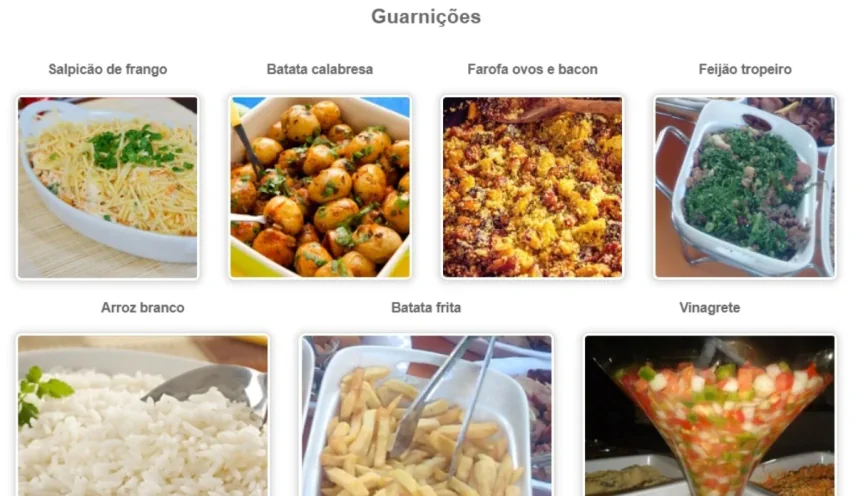 Guarnições
Salpicão de frango
Batata calabresa
Farofa ovos e bacon
Feijão tropeiro
Arroz branco
Batata frita
Vinagrete